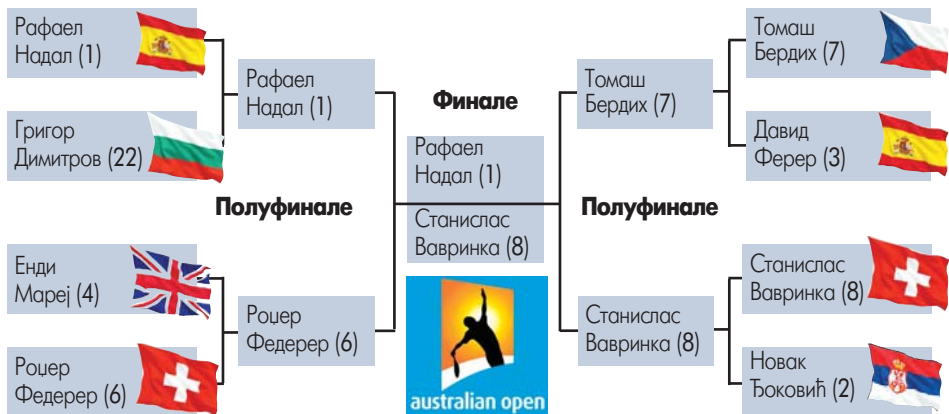 Рафаел
Надал (1)
Григор
Димитров (22)
Рафаел
Надал (1)
Полуфинале
Енди
Мареј (4)
Роџер
Федерер (6)
Роџер
Федерер (6)
Финале
Рафаел
Надал (1)
Станислас
Вавринка (8)
australian open
Томаш
Бердих (7)
Томаш
Бердих (7)
Давид
Ферер (3)
Полуфинале
Станислас
Вавринка (8)
Станислас
Вавринка (8)
Новак
Ђоковић (2)